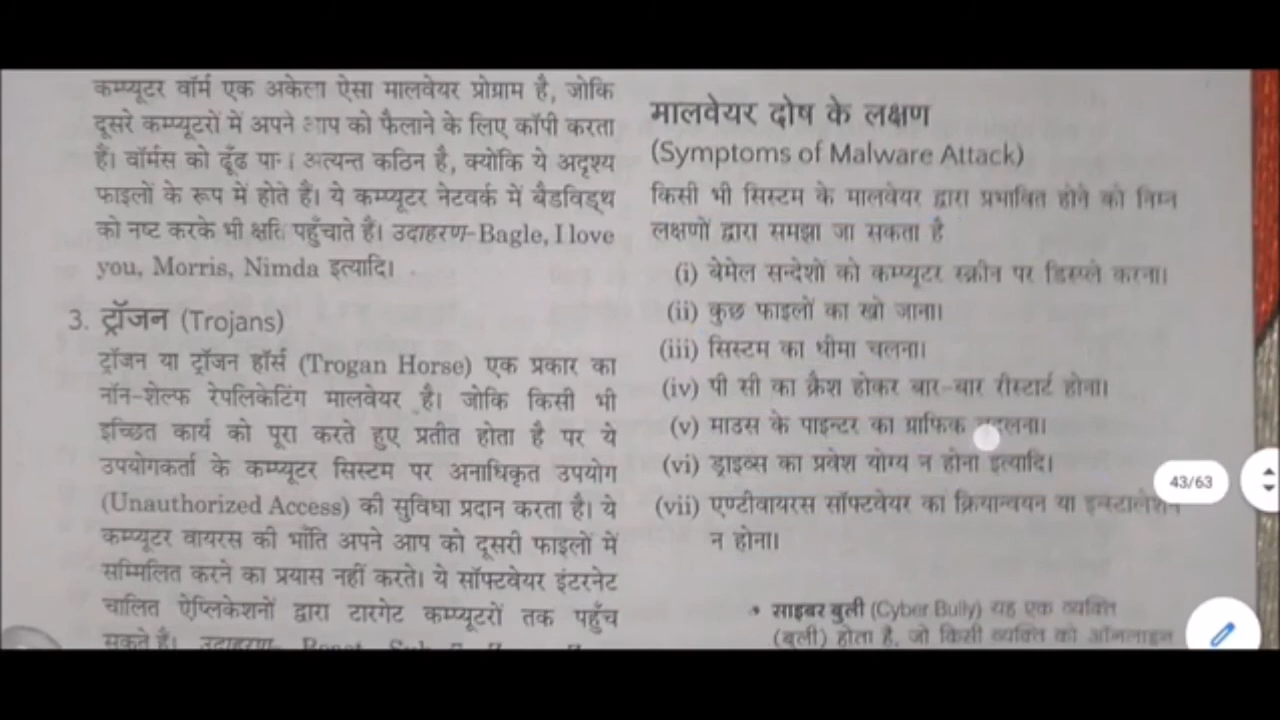 कम्प्यूटर वॉर्म एक अकेला ऐसा मालवेयर प्रोग्राम है, जोकि
दूसरे कम्प्यूटरों में अपने आप को फैलाने के लिए कॉपी करता
है। वॉर्मस को ढूँढ पाना अत्यन्त कठिन है, क्योकि ये अदृश्य
फाइलों के रूप में होते है। ये कम्प्यूटर नेटवर्क में बैडविड्थ
को नष्ट करके भी क्षति पहुँचाते है। उदाहरण-Bagle, I love
you, Morris, Nimda इत्यादि।
3. ट्रॉजन (Trojans)
ट्रॉजन या ट्रॉजन हॉर्स (Trogan Horse) एक प्रकार का
नॉन-शेल्फ रेपलिकेटिंग मालवेयर है। जोकि किसी भी
इच्छित कार्य को पूरा करते हुए प्रतीत होता है पर ये
उपयोगकर्ता के कम्प्यूटर सिस्टम पर अनाधिकृत उपयोग
(Unauthorized Access) की सुविधा प्रदान करता है। ये
कम्प्यूटर वायरस की भाँति अपने आप को दूसरी फाइलों में
सम्मिलित करने का प्रयास नहीं करते। ये सॉफ्टवेयर इंटरनेट
चालित ऐप्लिकेशनों द्वारा टारगेट कम्प्यूटरों तक पहुँच
सकते है। उदाहरण-
मालवेयर दोष के लक्षण
(Symptoms of Malware Attack)
किसी भी सिस्टम के मालवेयर द्वारा प्रभावित होने को निम्न
लक्षणों द्वारा समझा जा सकता है
(i) बेमेल सन्देशों को कम्प्यूटर स्क्रीन पर डिस्प्ले करना।
(ii) कुछ फाइलों का खो जाना।
(iii) सिस्टम का धीमा चलना।
(iv) पी सी का क्रैश होकर बार-बार रीस्टार्ट होना।
(v) माउस के पाइन्टर का ग्राफिक बदलना।
(vi) ड्राइव्स का प्रवेश योग्य न होना इत्यादि।
(vii) एण्टीवायरस सॉफ्टवेयर का क्रियान्वयन या इन्स्टालेशन
न होना।
• साइबर बुली (Cyber Bully) यह एक व्यक्ति
(बुली) होता है, जो किसी व्यक्ति को ऑनलाइन
43/63